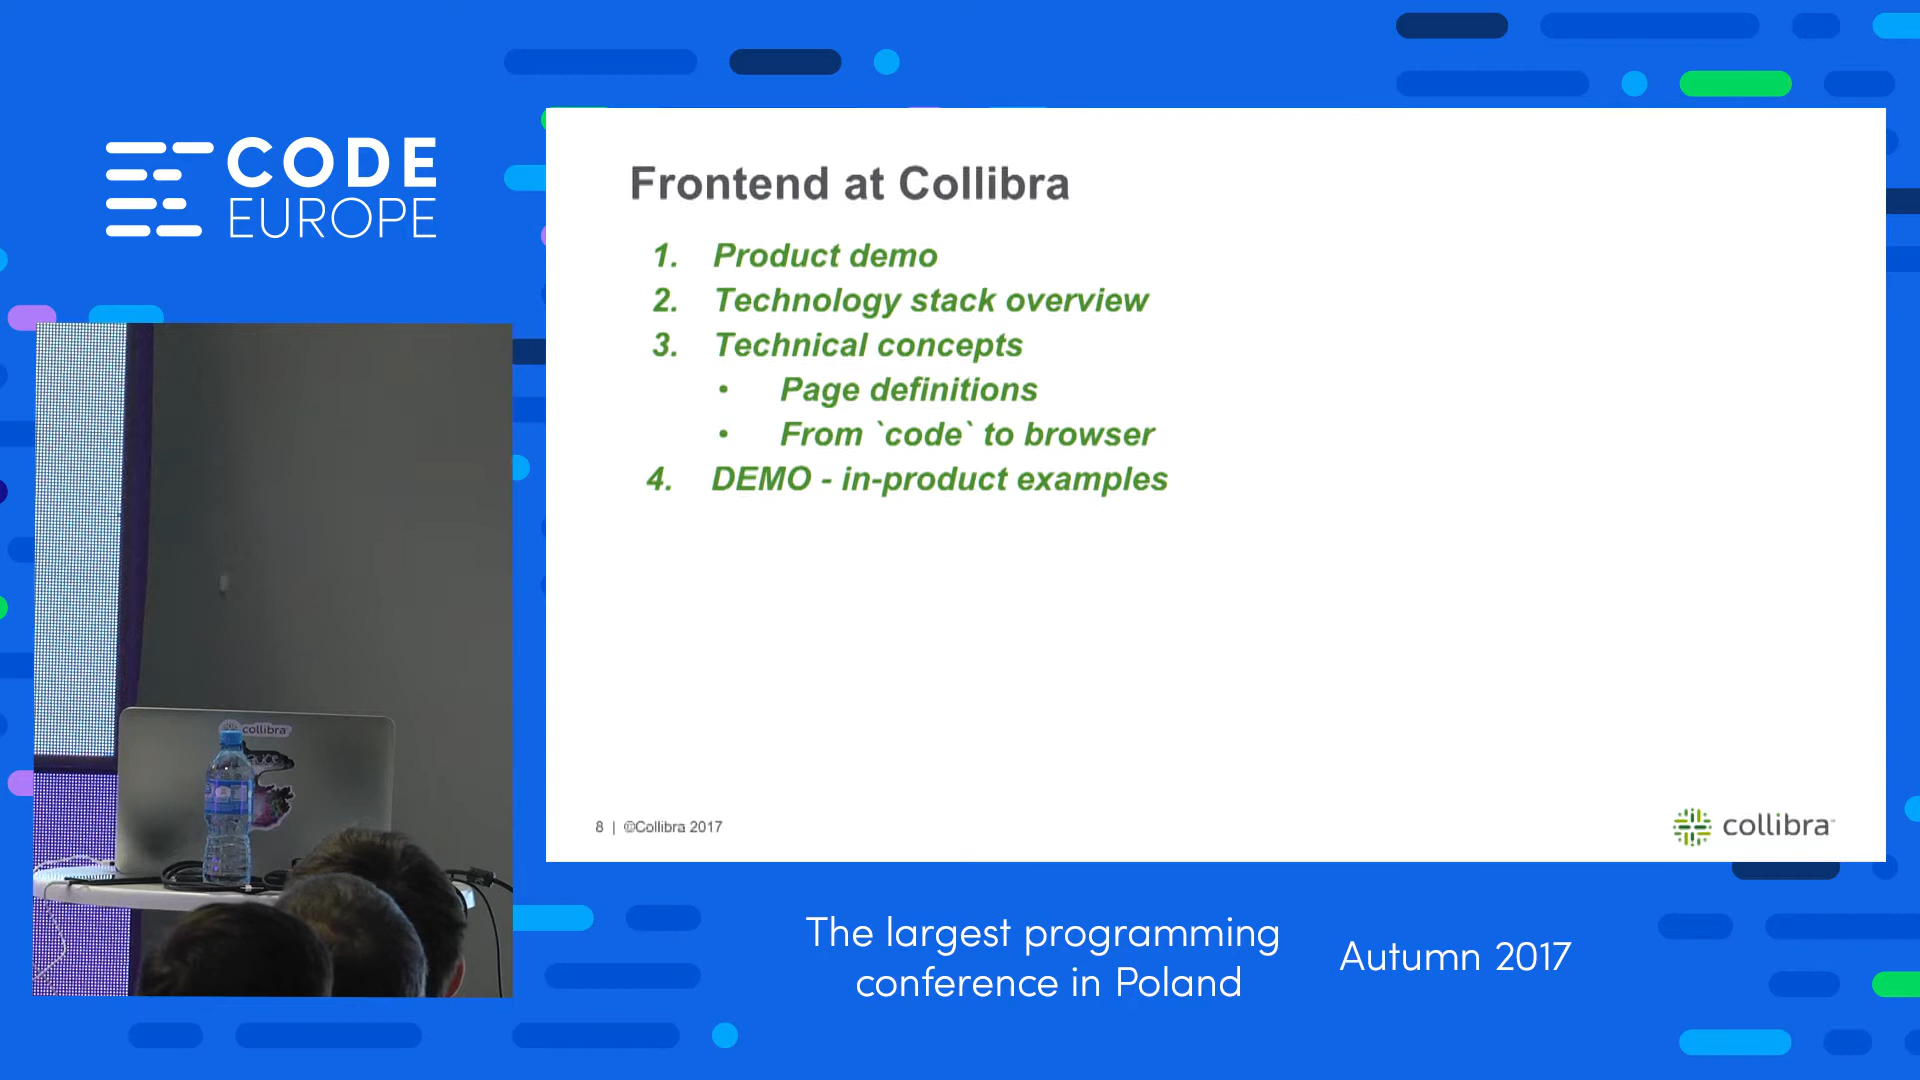 CODE
EUROPE
Frontend at Collibra
1. Product demo
2. Technology stack overview
3. Technical concepts
• Page definitions
• From `code` to browser
4. DEMO - in-product examples
8 | ©Collibra 2017
collibra
collibra
The largest programming
conference in Poland
Autumn 2017